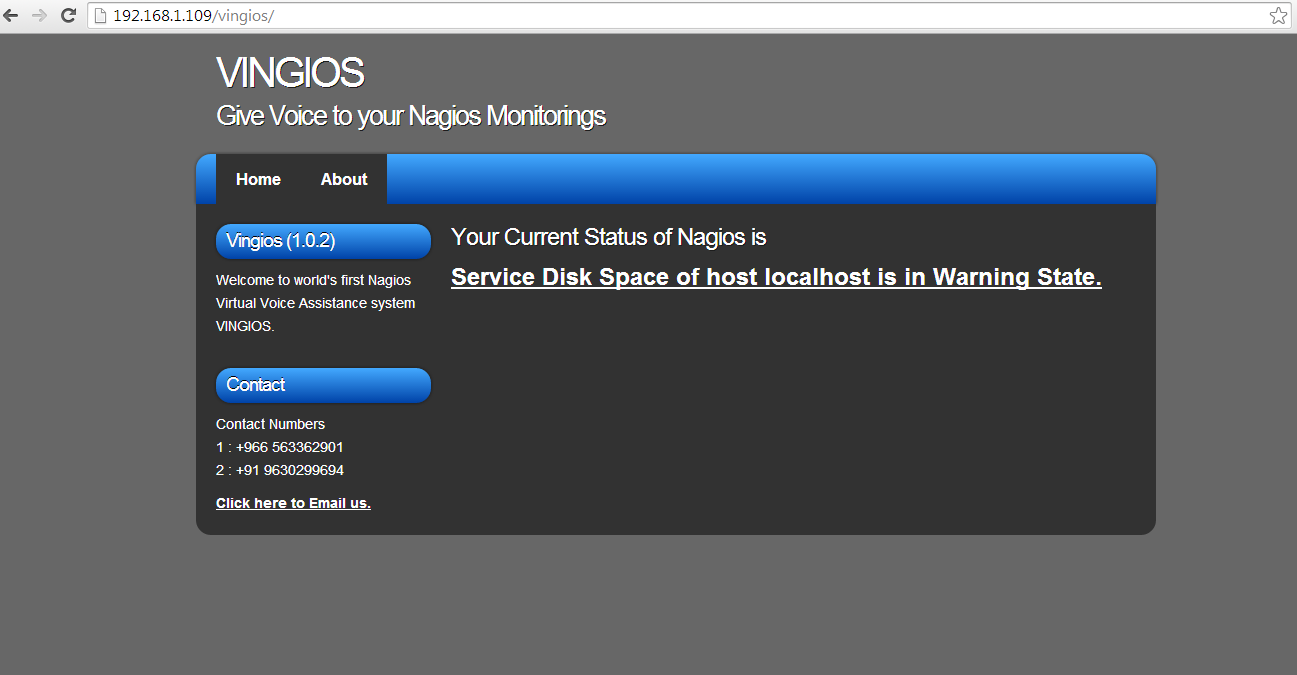 192.168.1.109/vingios/
VINGIOS
Give Voice to your Nagios Monitorings
Home About
Vingios (1.0.2)
Welcome to world's first Nagios
Virtual Voice Assistance system
VINGIOS.
Contact
Contact Numbers
1 : +966 563362901
2 : +91 9630299694
Click here to Email us.
Your Current Status of Nagios is
Service Disk Space of host localhost is in Warning State.